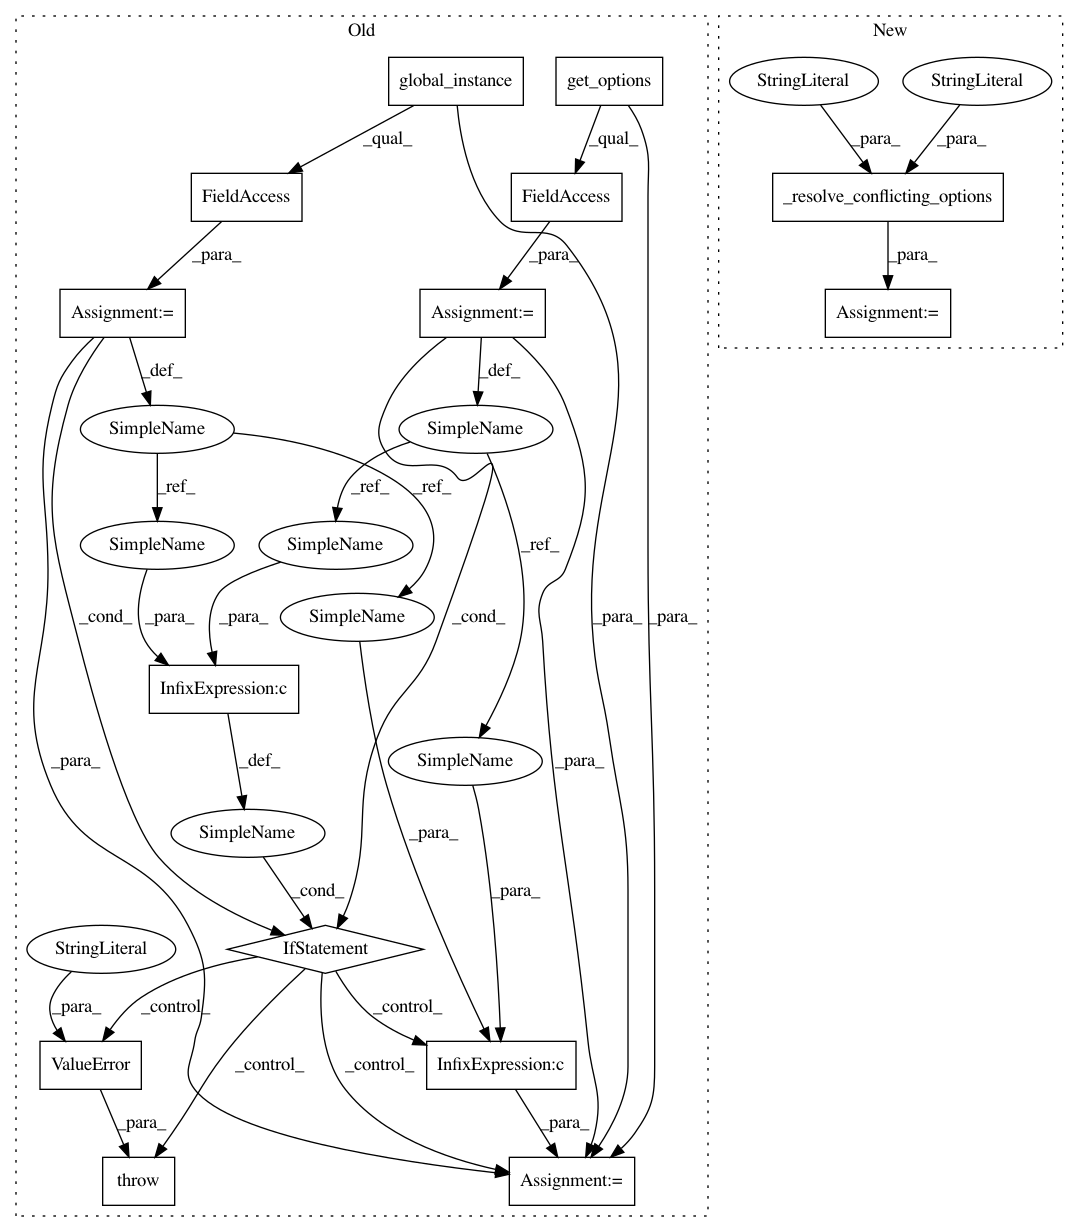 Old
New
global_instance
get_options
StringLiteral
StringLiteral
_qual_
_qual_
_para_
_para_
FieldAccess
FieldAccess
_resolve_conflicting_options
_para_
_para_
_para_
Assignment:=
Assignment:=
Assignment:=
_def_
_def_
SimpleName
SimpleName
_ref_
_ref_
_ref_
SimpleName
SimpleName
_ref_
_cond_
_para_
_para_
SimpleName
_cond_
_para_
_para_
InfixExpression:c
_para_
_def_
SimpleName
_para_
SimpleName
_para_
_cond_
_para_
StringLiteral
IfStatement
_para_
_control_
_control_
ValueError
_control_
_control_
InfixExpression:c
_para_
_para_
throw
Assignment:=